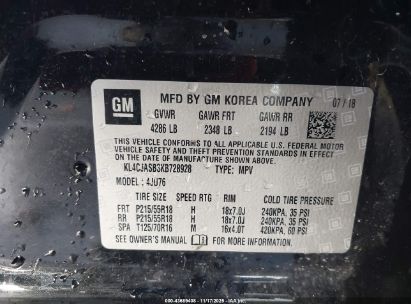 GM
MFD BY GM KOREA COMPANY 07/18
GVWR GAWR FRT GAWR RR
4286 LB 2348 LB 2194 LB
THIS VEHICLE CONFORMS TO ALL APPLICABLE U.S. FEDERAL MOTOR
VEHICLE SAFETY AND THEFT PREVENTION STANDARDS IN EFFECT ON
THE DATE OF MANUFACTURE SHOWN ABOVE.
KL4CJASB3KB728928 TYPE: MPV
MODEL: 4JU76
TIRE SIZE SPEED RTG RIM COLD TIRE PRESSURE
FRT P215/55R18 H 18x7.0J 240KPA, 35 PSI
RR P215/55R18 H 18x7.0J 240KPA, 35 PSI
SPA T125/70R16 M 16x4.0T 420KPA, 60 PSI
SEE OWNER'S MANUAL FOR MORE INFORMATION.